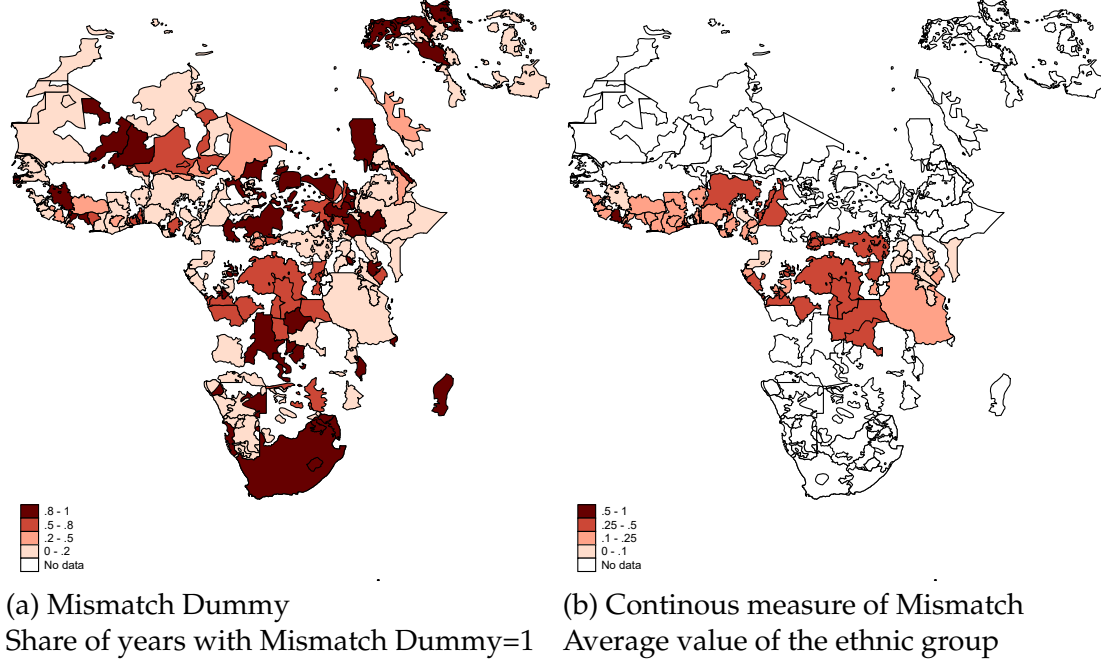 .8 - 1
.5 - .8
.2 - .5
0 - .2
No data
.5 - 1
.25 - .5
.1 - .25
0 - .1
No data
(a) Mismatch Dummy
Share of years with Mismatch Dummy=1
(b) Continous measure of Mismatch
Average value of the ethnic group